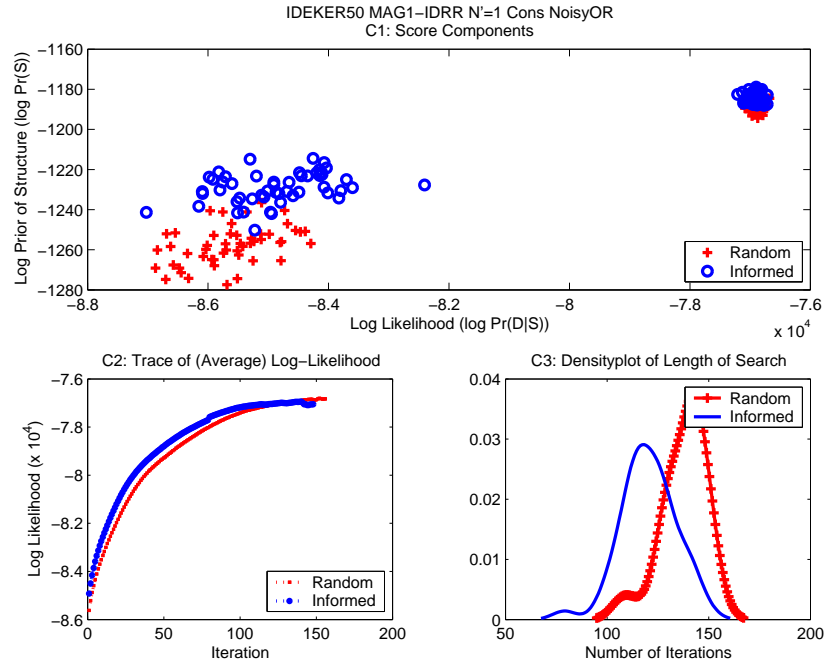 IDEKER50 MAG1−IDRR N'=1 Cons NoisyOR
C1: Score Components
Log Prior of Structure (log Pr(S))
−1160
−1180
−1200
−1220
−1240
−1260
−1280
−8.8
−8.6
−8.4
−8.2
−8
−7.8
−7.6
x 10^4
Log Likelihood (log Pr(D|S))
Random
Informed
C2: Trace of (Average) Log−Likelihood
Log Likelihood (x 10^4)
−7.6
−7.8
−8
−8.2
−8.4
−8.6
0
50
100
150
200
Iteration
Random
Informed
C3: Densityplot of Length of Search
0.04
0.03
0.02
0.01
0
50
100
150
200
Number of Iterations
Random
Informed